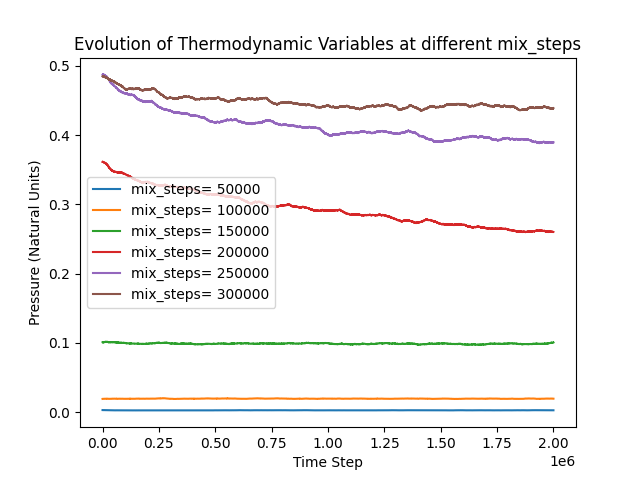 Evolution of Thermodynamic Variables at different mix_steps
Pressure (Natural Units)
0.5
0.4
0.3
0.2
0.1
0.0
mix_steps= 50000
mix_steps= 100000
mix_steps= 150000
mix_steps= 200000
mix_steps= 250000
mix_steps= 300000
0.00 0.25 0.50 0.75 1.00 1.25 1.50 1.75 2.00
1e6
Time Step